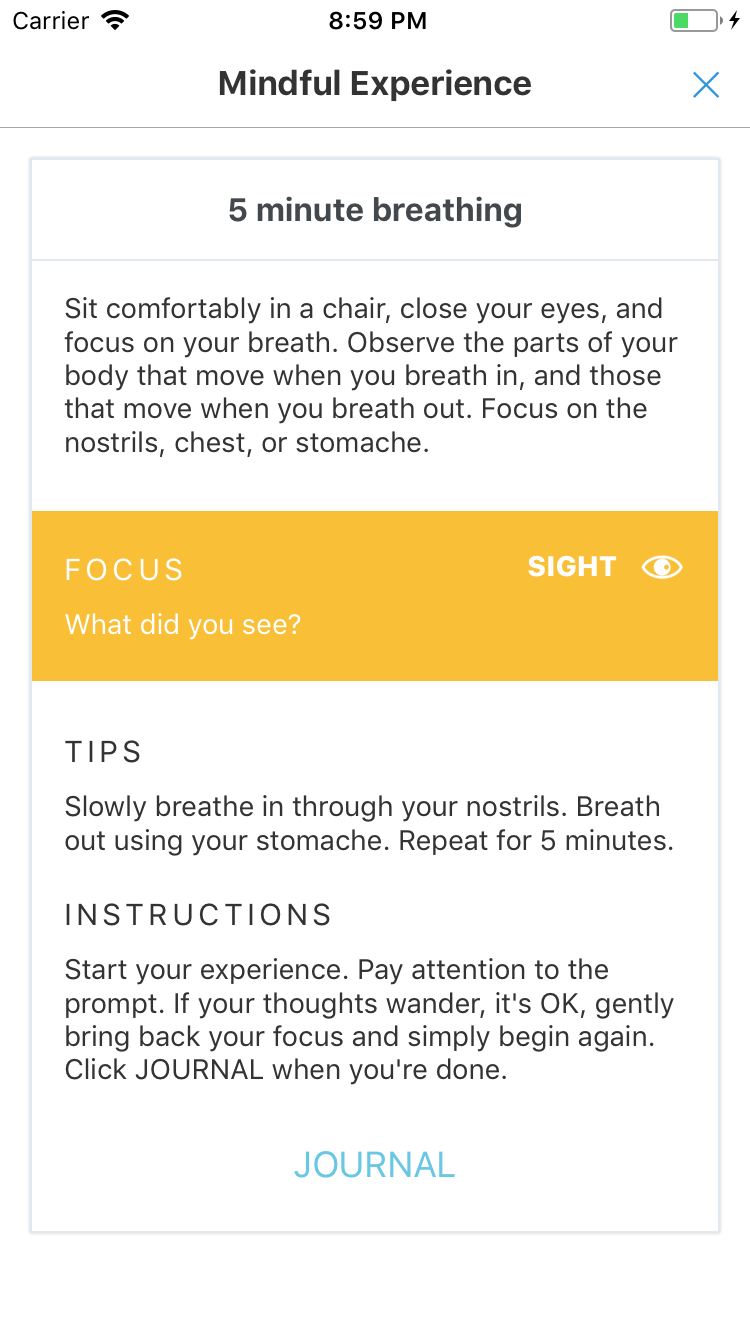 Carrier 8:59 PM
Mindful Experience
5 minute breathing
Sit comfortably in a chair, close your eyes, and
focus on your breath. Observe the parts of your
body that move when you breath in, and those
that move when you breath out. Focus on the
nostrils, chest, or stomache.
FOCUS SIGHT
What did you see?
TIPS
Slowly breathe in through your nostrils. Breath
out using your stomache. Repeat for 5 minutes.
INSTRUCTIONS
Start your experience. Pay attention to the
prompt. If your thoughts wander, it's OK, gently
bring back your focus and simply begin again.
Click JOURNAL when you're done.
JOURNAL